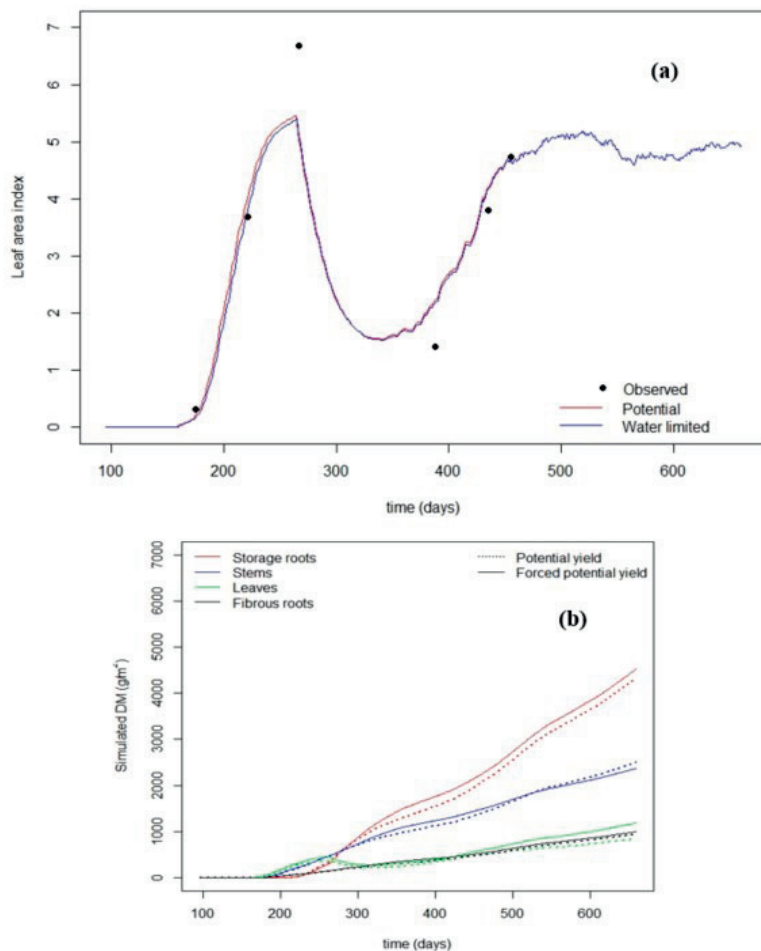 7
6
5
4
3
2
1
0
Leaf area index
(a)
Observed
Potential
Water limited
100 200 300 400 500 600
time (days)
7000
6000
5000
4000
3000
2000
1000
0
Simulated DM (g/m²)
Storage roots
Stems
Leaves
Fibrous roots
Potential yield
Forced potential yield
(b)
100 200 300 400 500 600
time (days)